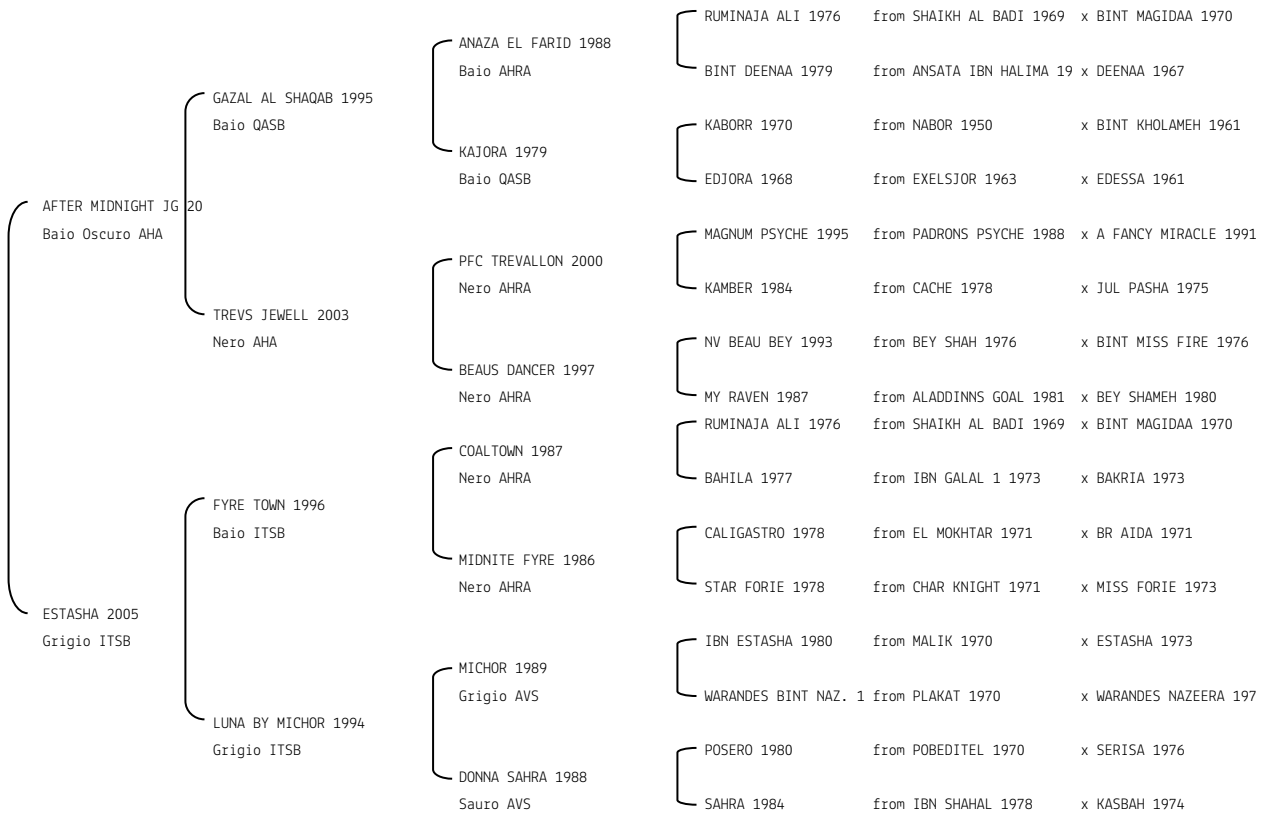 RUMINAJA ALI 1976 from SHAIKH AL BADI 1969 x BINT MAGIDAA 1970
ANAZA EL FARID 1988
Baio AHRA BINT DEENAA 1979 from ANSATA IBN HALIMA 19 x DEENAA 1967
GAZAL AL SHAQAB 1995
Baio QASB KABORR 1970 from NABOR 1950 x BINT KHOLAMEH 1961
KAJORA 1979
Baio QASB EDJORA 1968 from EXELSJOR 1963 x EDESSA 1961
AFTER MIDNIGHT JG 20
Baio Oscuro AHA MAGNUM PSYCHE 1995 from PADRONS PSYCHE 1988 x A FANCY MIRACLE 1991
PFC TREVALLON 2000
Nero AHRA KAMBER 1984 from CACHE 1978 x JUL PASHA 1975
TREVS JEWELL 2003
Nero AHA NV BEAU BEY 1993 from BEY SHAH 1976 x BINT MISS FIRE 1976
BEAUS DANCER 1997
Nero AHRA MY RAVEN 1987 from ALADDINNS GOAL 1981 x BEY SHAMEH 1980
RUMINAJA ALI 1976 from SHAIKH AL BADI 1969 x BINT MAGIDAA 1970
COALTOWN 1987
Nero AHRA BAHILA 1977 from IBN GALAL 1 1973 x BAKRIA 1973
FYRE TOWN 1996
Baio ITSB CALIGASTRO 1978 from EL MOKHTAR 1971 x BR AIDA 1971
MIDNITE FYRE 1986
Nero AHRA STAR FORIE 1978 from CHAR KNIGHT 1971 x MISS FORIE 1973
ESTASHA 2005
Grigio ITSB IBN ESTASHA 1980 from MALIK 1970 x ESTASHA 1973
MICHOR 1989
Grigio AVS WARANDES BINT NAZ. 1 from PLAKAT 1970 x WARANDES NAZEERA 197
LUNA BY MICHOR 1994
Grigio ITSB POSERO 1980 from POBEDITEL 1970 x SERISA 1976
DONNA SAHRA 1988
Sauro AVS SAHRA 1984 from IBN SHAHAL 1978 x KASBAH 1974